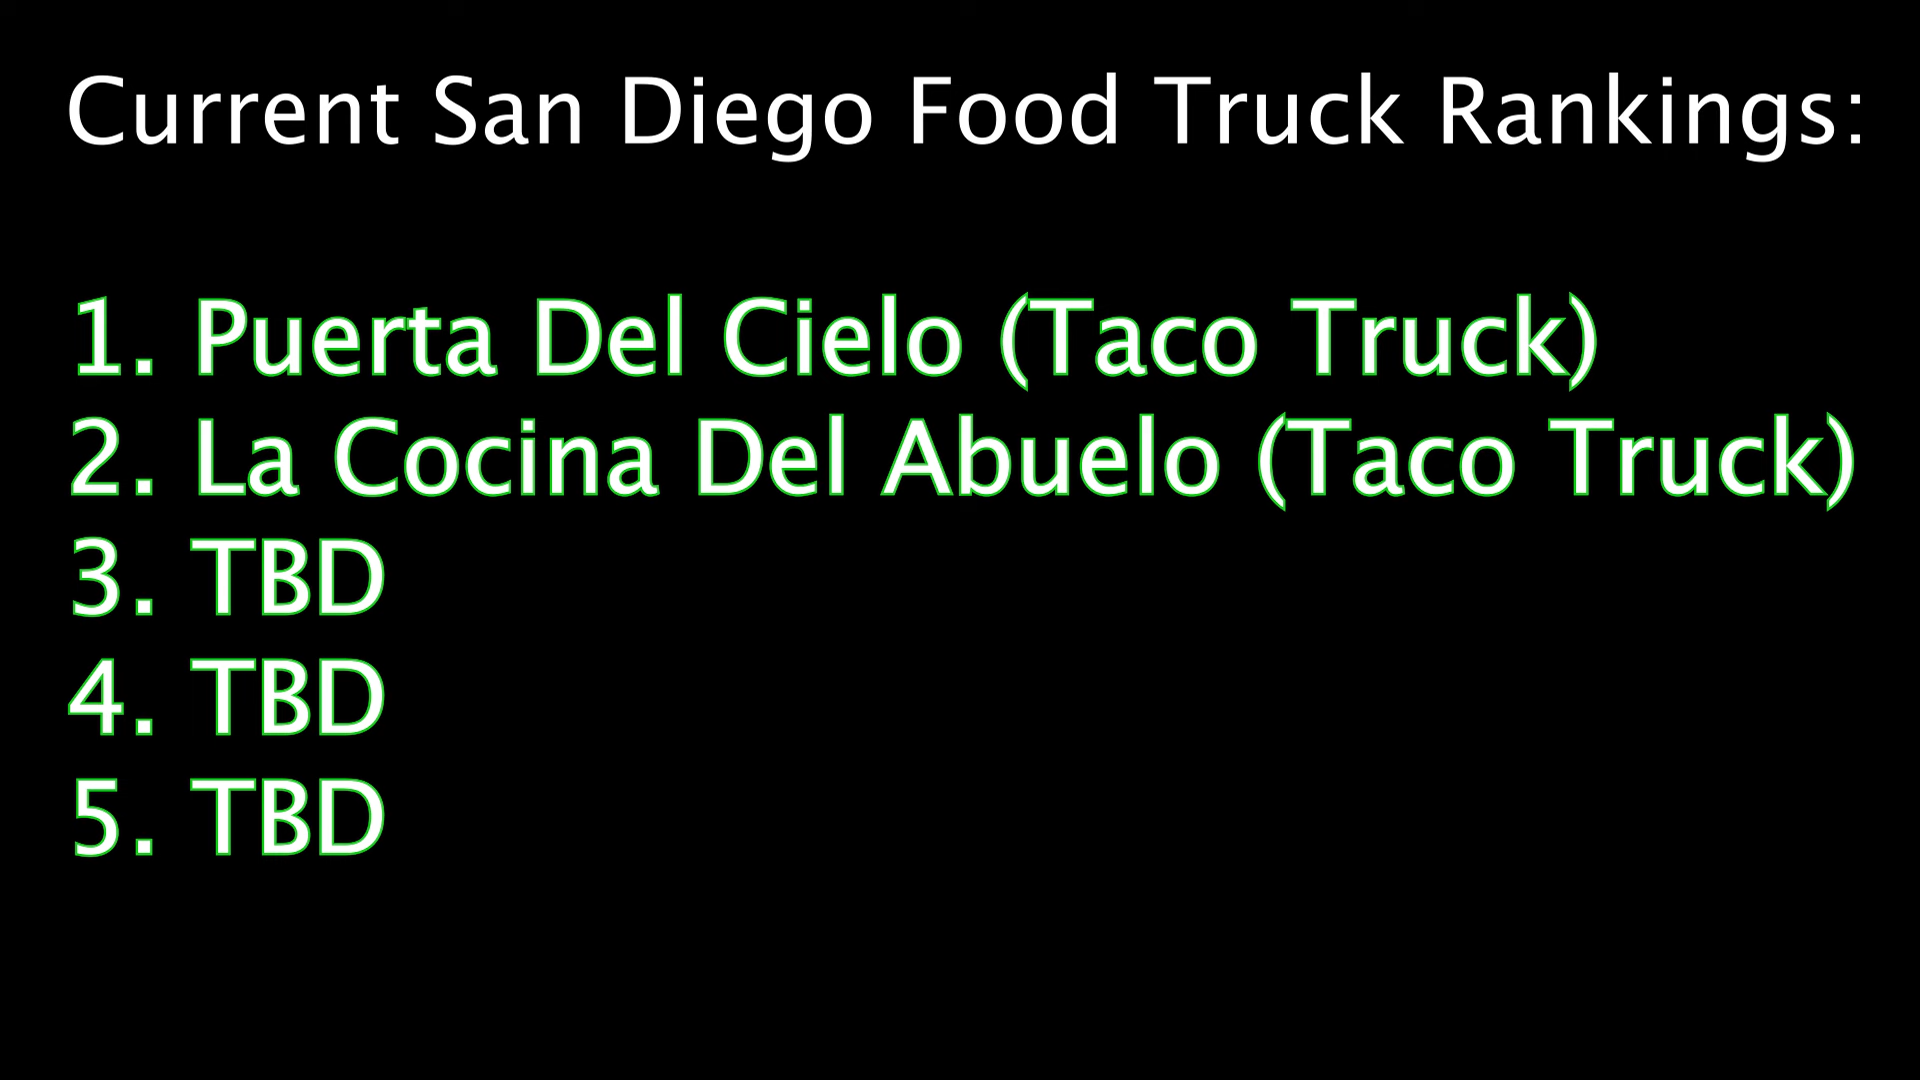 Current San Diego Food Truck Rankings:
1. Puerta Del Cielo (Taco Truck)
2. La Cocina Del Abuelo (Taco Truck)
3. TBD
4. TBD
5. TBD